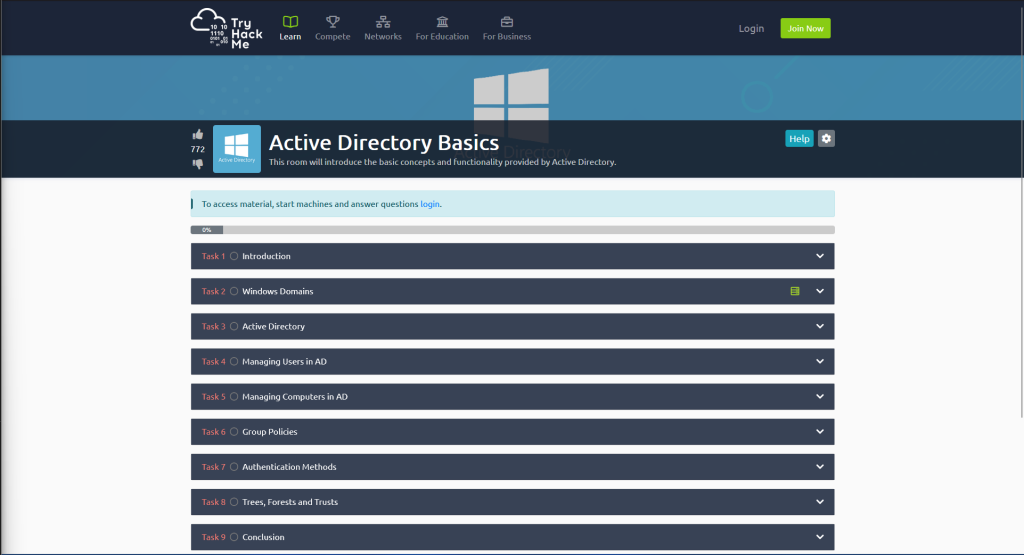 Try Hack Me
Learn
Compete
Networks
For Education
For Business
Login
Join Now
772
Active Directory
Active Directory Basics
This room will introduce the basic concepts and functionality provided by Active Directory.
Help
To access material, start machines and answer questions login.
0%
Task 1 Introduction
Task 2 Windows Domains
Task 3 Active Directory
Task 4 Managing Users in AD
Task 5 Managing Computers in AD
Task 6 Group Policies
Task 7 Authentication Methods
Task 8 Trees, Forests and Trusts
Task 9 Conclusion